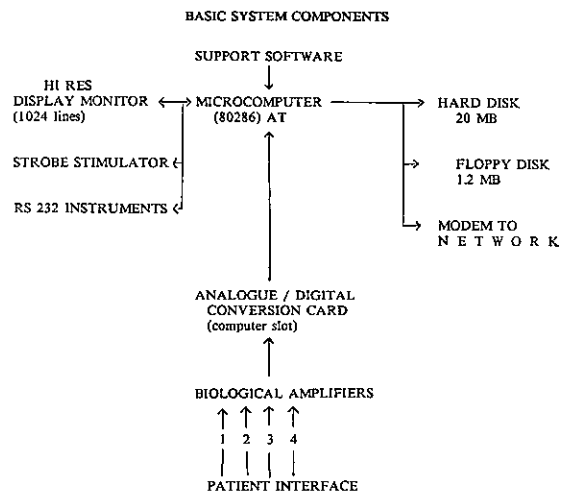 BASIC SYSTEM COMPONENTS
SUPPORT SOFTWARE
HI RES
DISPLAY MONITOR
(1024 lines)
MICROCOMPUTER
(80286) AT
HARD DISK
20 MB
STROBE STIMULATOR
FLOPPY DISK
1.2 MB
RS 232 INSTRUMENTS
MODEM TO
N E T W O R K
ANALOGUE / DIGITAL
CONVERSION CARD
(computer slot)
BIOLOGICAL AMPLIFIERS
1 2 3 4
PATIENT INTERFACE